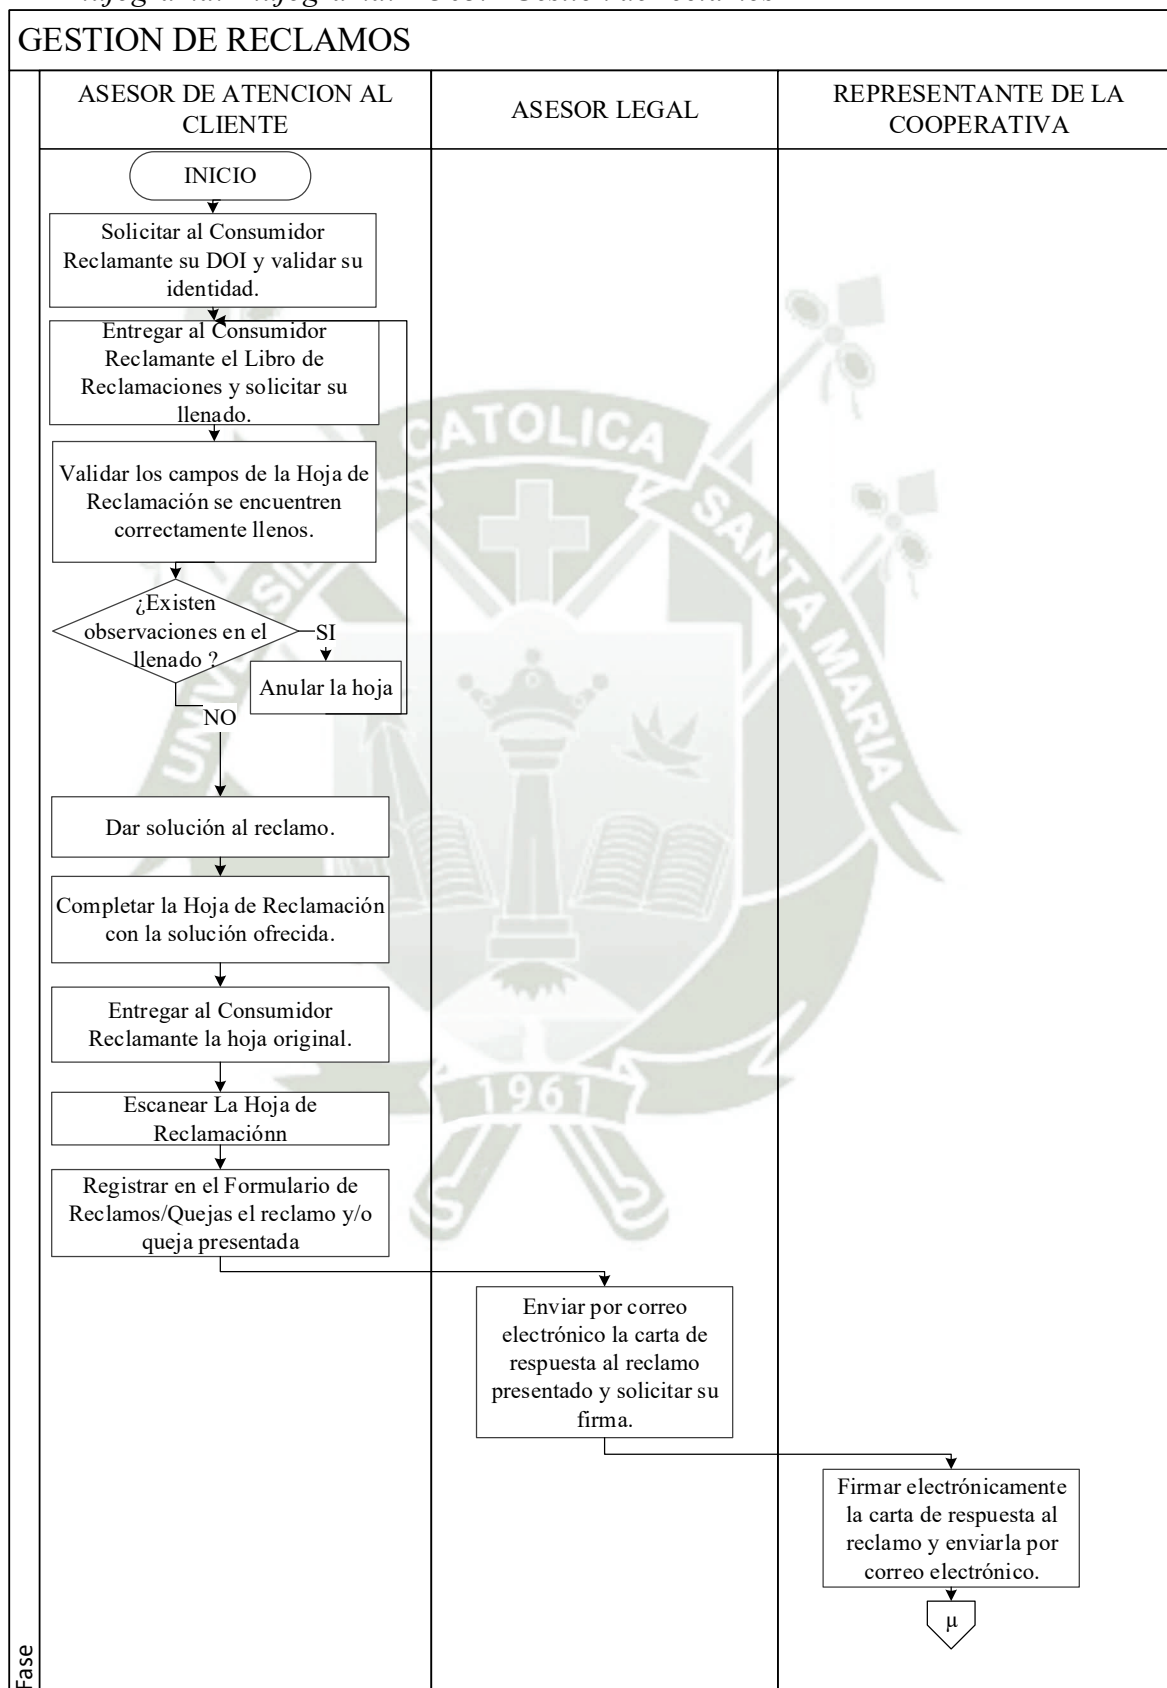 GESTION DE RECLAMOS
ASESOR DE ATENCION AL
CLIENTE
ASESOR LEGAL
REPRESENTANTE DE LA
COOPERATIVA
INICIO
Solicitar al Consumidor
Reclamante su DOI y validar su
identidad.
Entregar al Consumidor
Reclamante el Libro de
Reclamaciones y solicitar su
llenado.
Validar los campos de la Hoja de
Reclamación se encuentren
correctamente llenos.
¿Existen
observaciones en el
llenado ?
SI
Anular la hoja
NO
Dar solución al reclamo.
Completar la Hoja de Reclamación
con la solución ofrecida.
Entregar al Consumidor
Reclamante la hoja original.
Escanear La Hoja de
Reclamaciónn
Registrar en el Formulario de
Reclamos/Quejas el reclamo y/o
queja presentada
Enviar por correo
electrónico la carta de
respuesta al reclamo
presentado y solicitar su
firma.
Firmar electrónicamente
la carta de respuesta al
reclamo y enviarla por
correo electrónico.
µ
Fase
CATOLICA
SANTA MARIA
1961